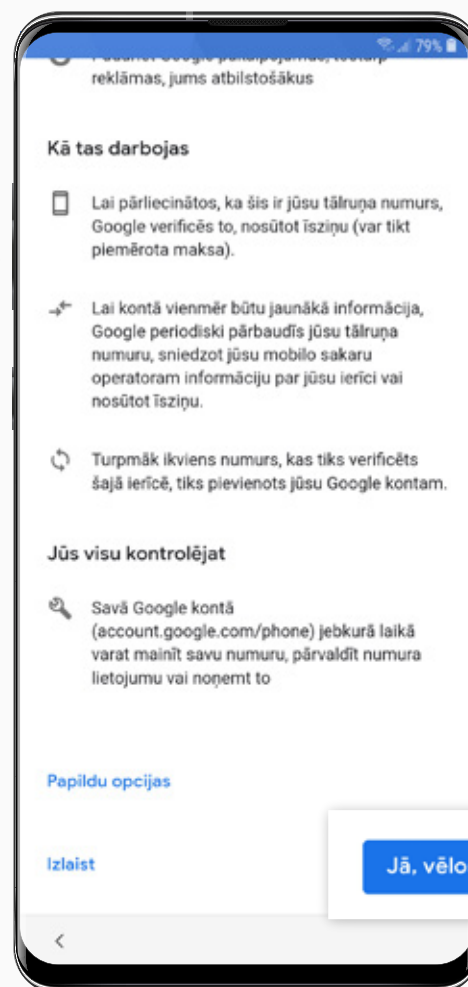 79%
reklāmas, jums atbilstošākus
Kā tas darbojas
Lai pārliecinātos, ka šis ir jūsu tālruņa numurs,
Google verificēs to, nosūtot īsziņu (var tikt
piemērota maksa).
Lai kontā vienmēr būtu jaunākā informācija,
Google periodiski pārbaudīs jūsu tālruņa
numuru, sniedzot jūsu mobilo sakaru
operatoram informāciju par jūsu ierīci vai
nosūtot īsziņu.
Turpmāk ikviens numurs, kas tiks verificēts
šajā ierīcē, tiks pievienots jūsu Google kontam.
Jūs visu kontrolējat
Savā Google kontā
(account.google.com/phone) jebkurā laikā
varat mainīt savu numuru, pārvaldīt numura
lietojumu vai noņemt to
Papildu opcijas
Izlaist
Jā, vēlo